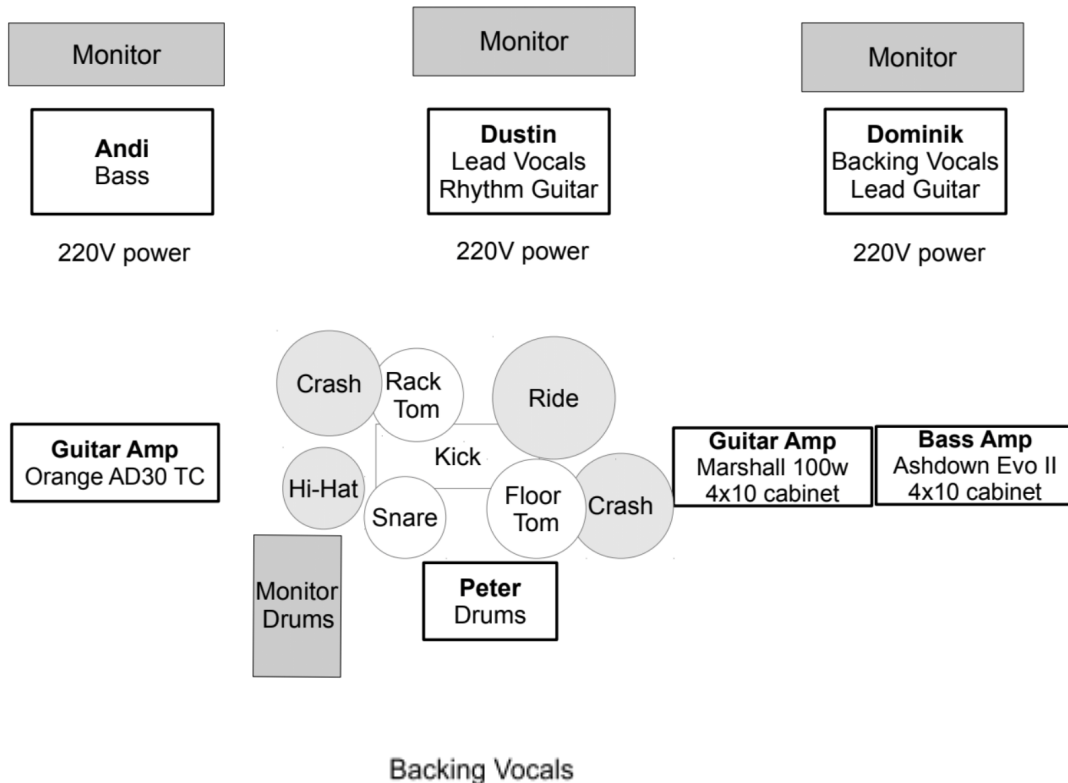 Monitor
Monitor
Monitor
Andi
Bass
Dustin
Lead Vocals
Rhythm Guitar
Dominik
Backing Vocals
Lead Guitar
220V power
220V power
220V power
Crash
Rack
Tom
Ride
Kick
Hi-Hat
Snare
Floor
Tom
Crash
Guitar Amp
Orange AD30 TC
Guitar Amp
Marshall 100w
4x10 cabinet
Bass Amp
Ashdown Evo II
4x10 cabinet
Monitor
Drums
Peter
Drums
Backing Vocals